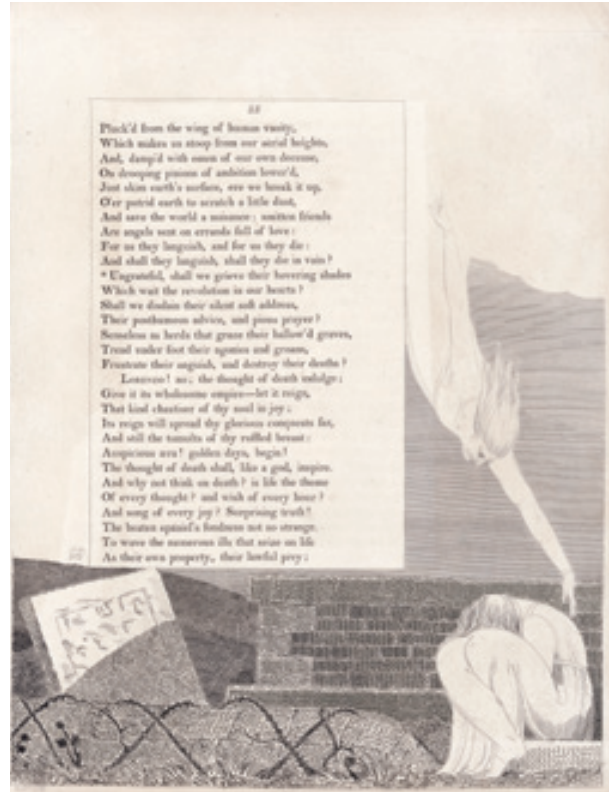 55
Pluck'd from the wing of human vanity,
Which makes us stoop from our aerial heights,
And, damp'd with omen of our own decease,
On drooping pinions of ambition lower'd,
Just skim earth's surface, ere we break it up,
O'er putrid earth to scratch a little dust,
And save the world a nuisance: smitten friends
Are angels sent on errands full of love:
For us they languish, and for us they die:
And shall they languish, shall they die in vain?
* Ungrateful, shall we grieve their hovering shades
Which wait the revolution in our hearts?
Shall we disdain their silent soft address,
Their posthumous advice, and pious prayer?
Senseless as herds that graze their hallow'd graves,
Tread under foot their agonies and groans,
Frustrate their anguish, and destroy their deaths?
Lorenzo! no; the thought of death indulge;
Give it its wholesome empire—let it reign,
That kind chastiser of thy soul in joy;
Its reign will spread thy glorious conquests far,
And still the tumults of thy ruffled breast:
Auspicious æra! golden days, begin!
The thought of death shall, like a god, inspire.
And why not think on death? is life the theme
Of every thought? and wish of every hour?
And song of every joy? Surprising truth!
The beaten spaniel's fondness not so strange.
To wave the numerous ills that seize on life
As their own property, their lawful prey;